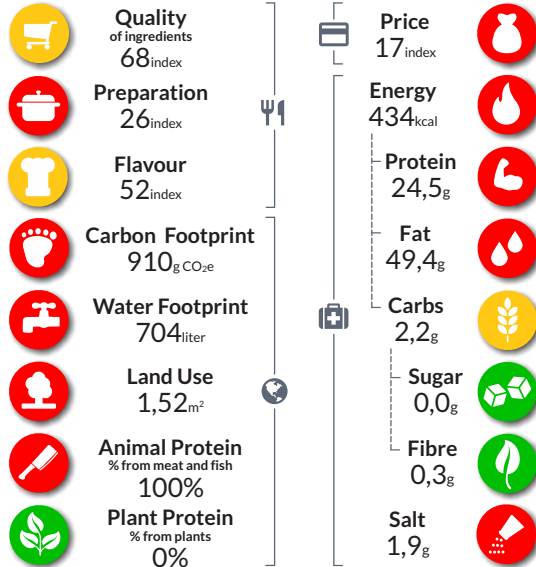 Quality
of ingredients
68index
Preparation
26index
Flavour
52index
Carbon Footprint
910g CO₂e
Water Footprint
704liter
Land Use
1,52m²
Animal Protein
% from meat and fish
100%
Plant Protein
% from plants
0%
Price
17index
Energy
434kcal
Protein
24,5g
Fat
49,4g
Carbs
2,2g
Sugar
0,0g
Fibre
0,3g
Salt
1,9g